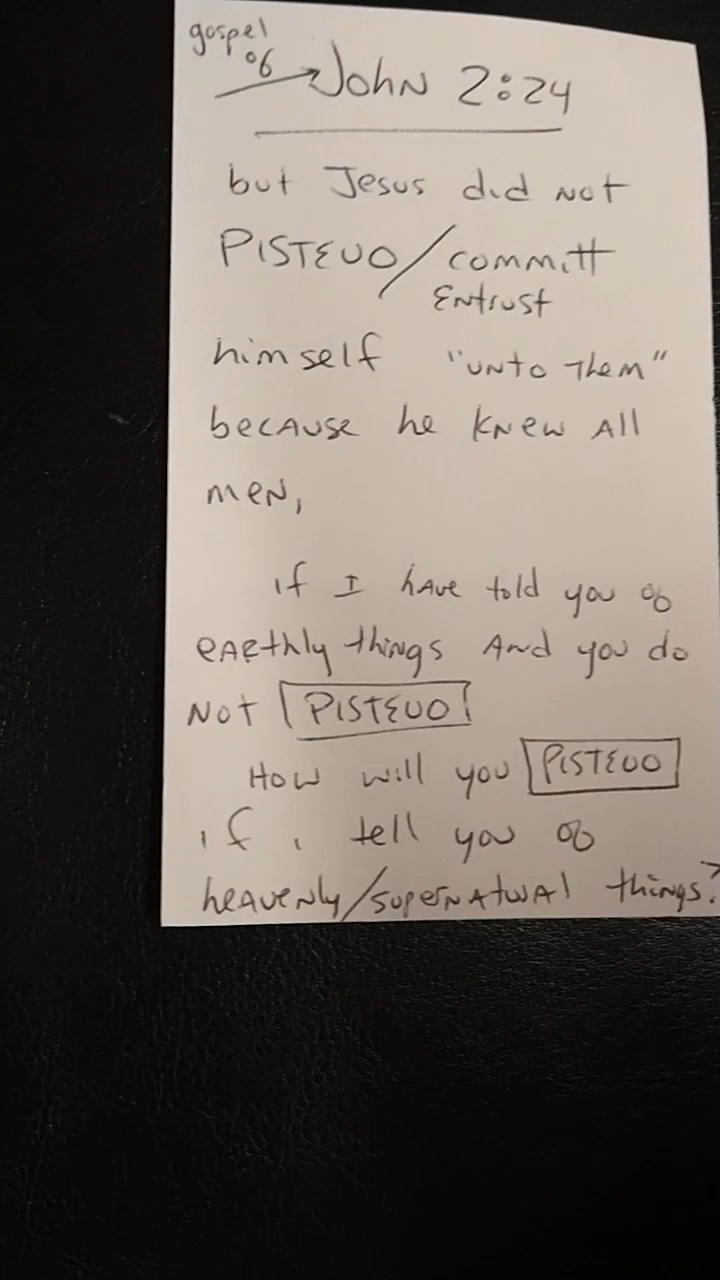 gospel
of
John 2:24
but Jesus did not
PISTEUO/committ
Entrust
himself "unto Them"
because he knew All
men,
if I have told you of
earthly things And you do
Not PISTEUO
How will you PISTEUO
if i tell you of
heavenly/supernatural things?